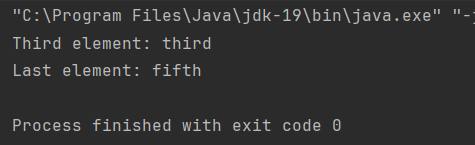 "C:\Program Files\Java\jdk-19\bin\java.exe" "-j
Third element: third
Last element: fifth
Process finished with exit code 0